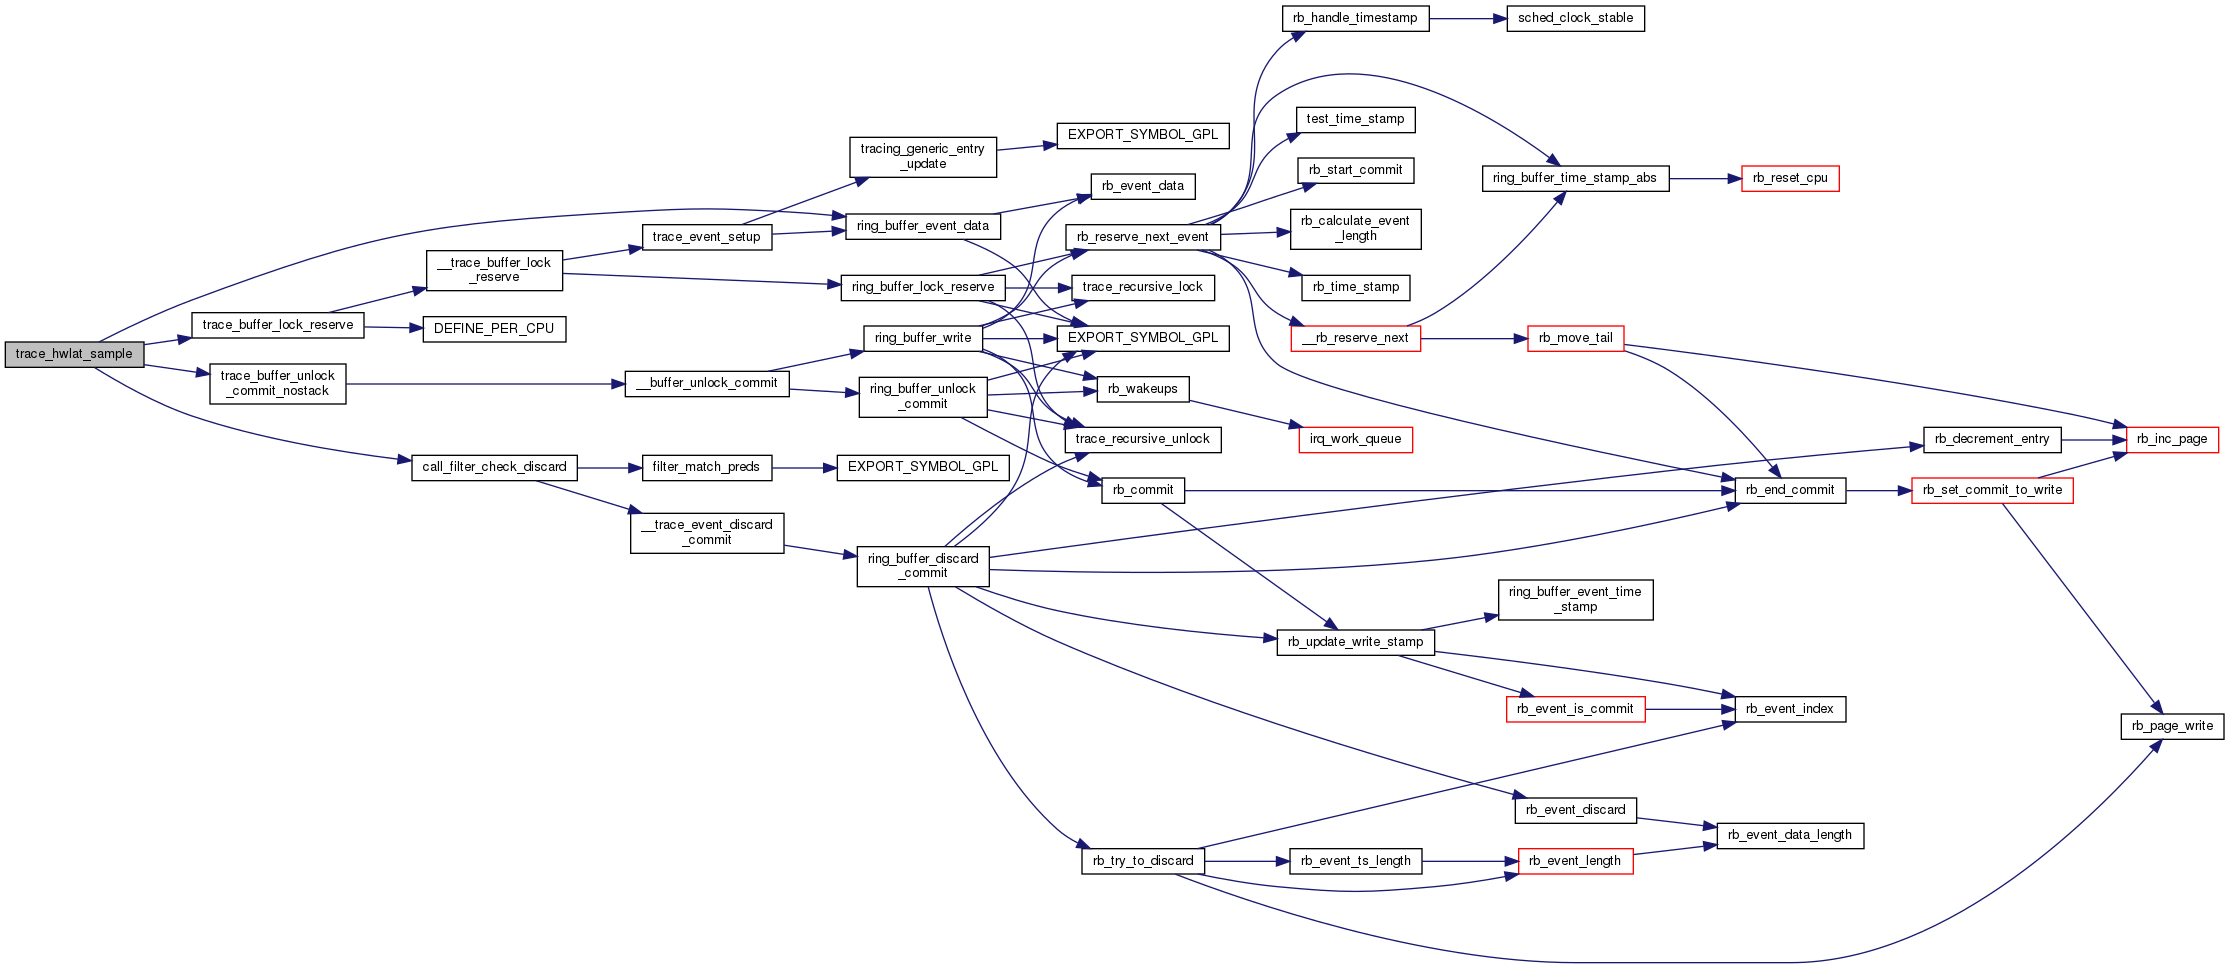 rb_handle_timestamp
sched_clock_stable
test_time_stamp
EXPORT_SYMBOL_GPL
tracing_generic_entry
_update
rb_start_commit
ring_buffer_time_stamp_abs
rb_reset_cpu
rb_event_data
rb_calculate_event
_length
ring_buffer_event_data
trace_event_setup
rb_reserve_next_event
__trace_buffer_lock
_reserve
ring_buffer_lock_reserve
trace_recursive_lock
rb_time_stamp
trace_buffer_lock_reserve
DEFINE_PER_CPU
ring_buffer_write
EXPORT_SYMBOL_GPL
__rb_reserve_next
rb_move_tail
trace_hwlat_sample
trace_buffer_unlock
_commit_nostack
__buffer_unlock_commit
ring_buffer_unlock
_commit
rb_wakeups
trace_recursive_unlock
irq_work_queue
rb_decrement_entry
rb_inc_page
call_filter_check_discard
filter_match_preds
EXPORT_SYMBOL_GPL
rb_commit
rb_end_commit
rb_set_commit_to_write
__trace_event_discard
_commit
ring_buffer_discard
_commit
ring_buffer_event_time
_stamp
rb_update_write_stamp
rb_event_is_commit
rb_event_index
rb_page_write
rb_event_discard
rb_event_data_length
rb_try_to_discard
rb_event_ts_length
rb_event_length